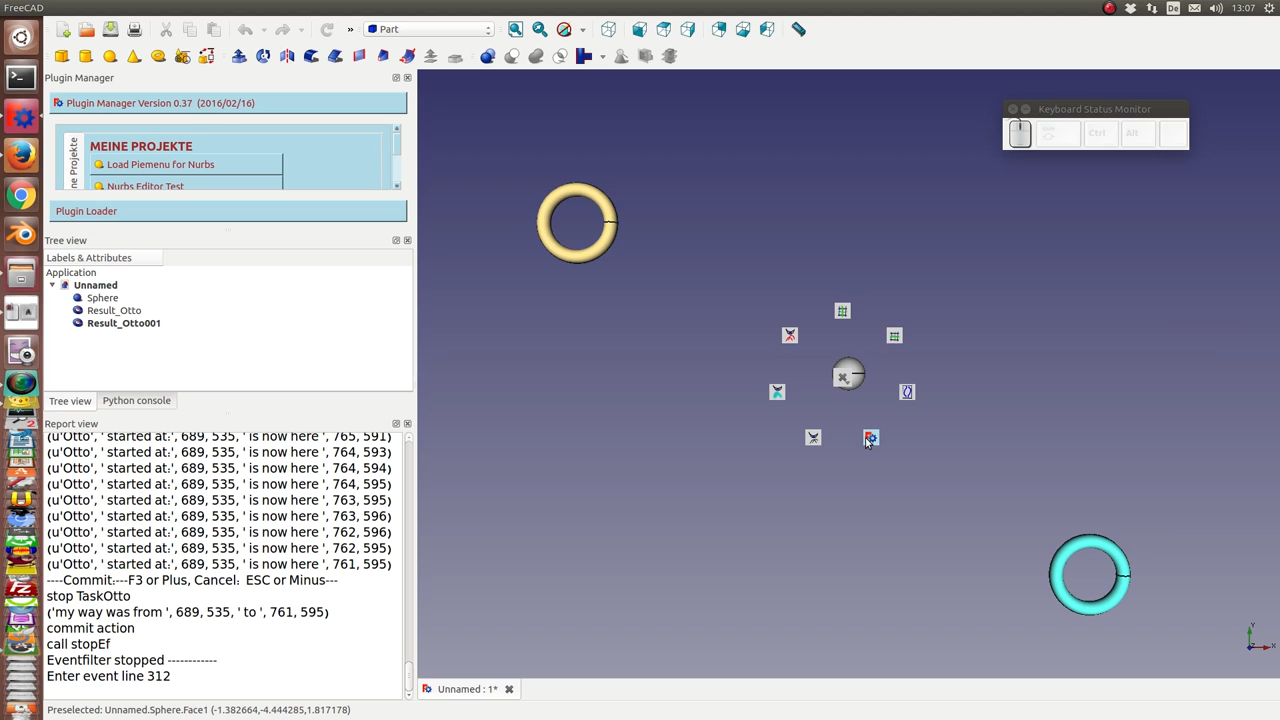 FreeCAD
De
13:07
Part
Plugin Manager
Plugin Manager Version 0.37 (2016/02/16)
ne Projekte
MEINE PROJEKTE
Load Piemenu for Nurbs
Nurbs Editor Test
Plugin Loader
Tree view
Labels & Attributes
Application
Unnamed
Sphere
Result_Otto
Result_Otto001
Tree view
Python console
Report view
(u'Otto', ' started at:', 689, 535, ' is now here ', 765, 591)
(u'Otto', ' started at:', 689, 535, ' is now here ', 764, 593)
(u'Otto', ' started at:', 689, 535, ' is now here ', 764, 594)
(u'Otto', ' started at:', 689, 535, ' is now here ', 764, 595)
(u'Otto', ' started at:', 689, 535, ' is now here ', 763, 595)
(u'Otto', ' started at:', 689, 535, ' is now here ', 763, 596)
(u'Otto', ' started at:', 689, 535, ' is now here ', 762, 596)
(u'Otto', ' started at:', 689, 535, ' is now here ', 762, 595)
(u'Otto', ' started at:', 689, 535, ' is now here ', 761, 595)
----Commit:---F3 or Plus, Cancel: ESC or Minus---
stop TaskOtto
('my way was from ', 689, 535, ' to ', 761, 595)
commit action
call stopEf
Eventfilter stopped ------------
Enter event line 312
Keyboard Status Monitor
Ctrl
Alt
Y
X
Unnamed : 1*
Preselected: Unnamed.Sphere.Face1 (-1.382664,-4.444285,1.817178)